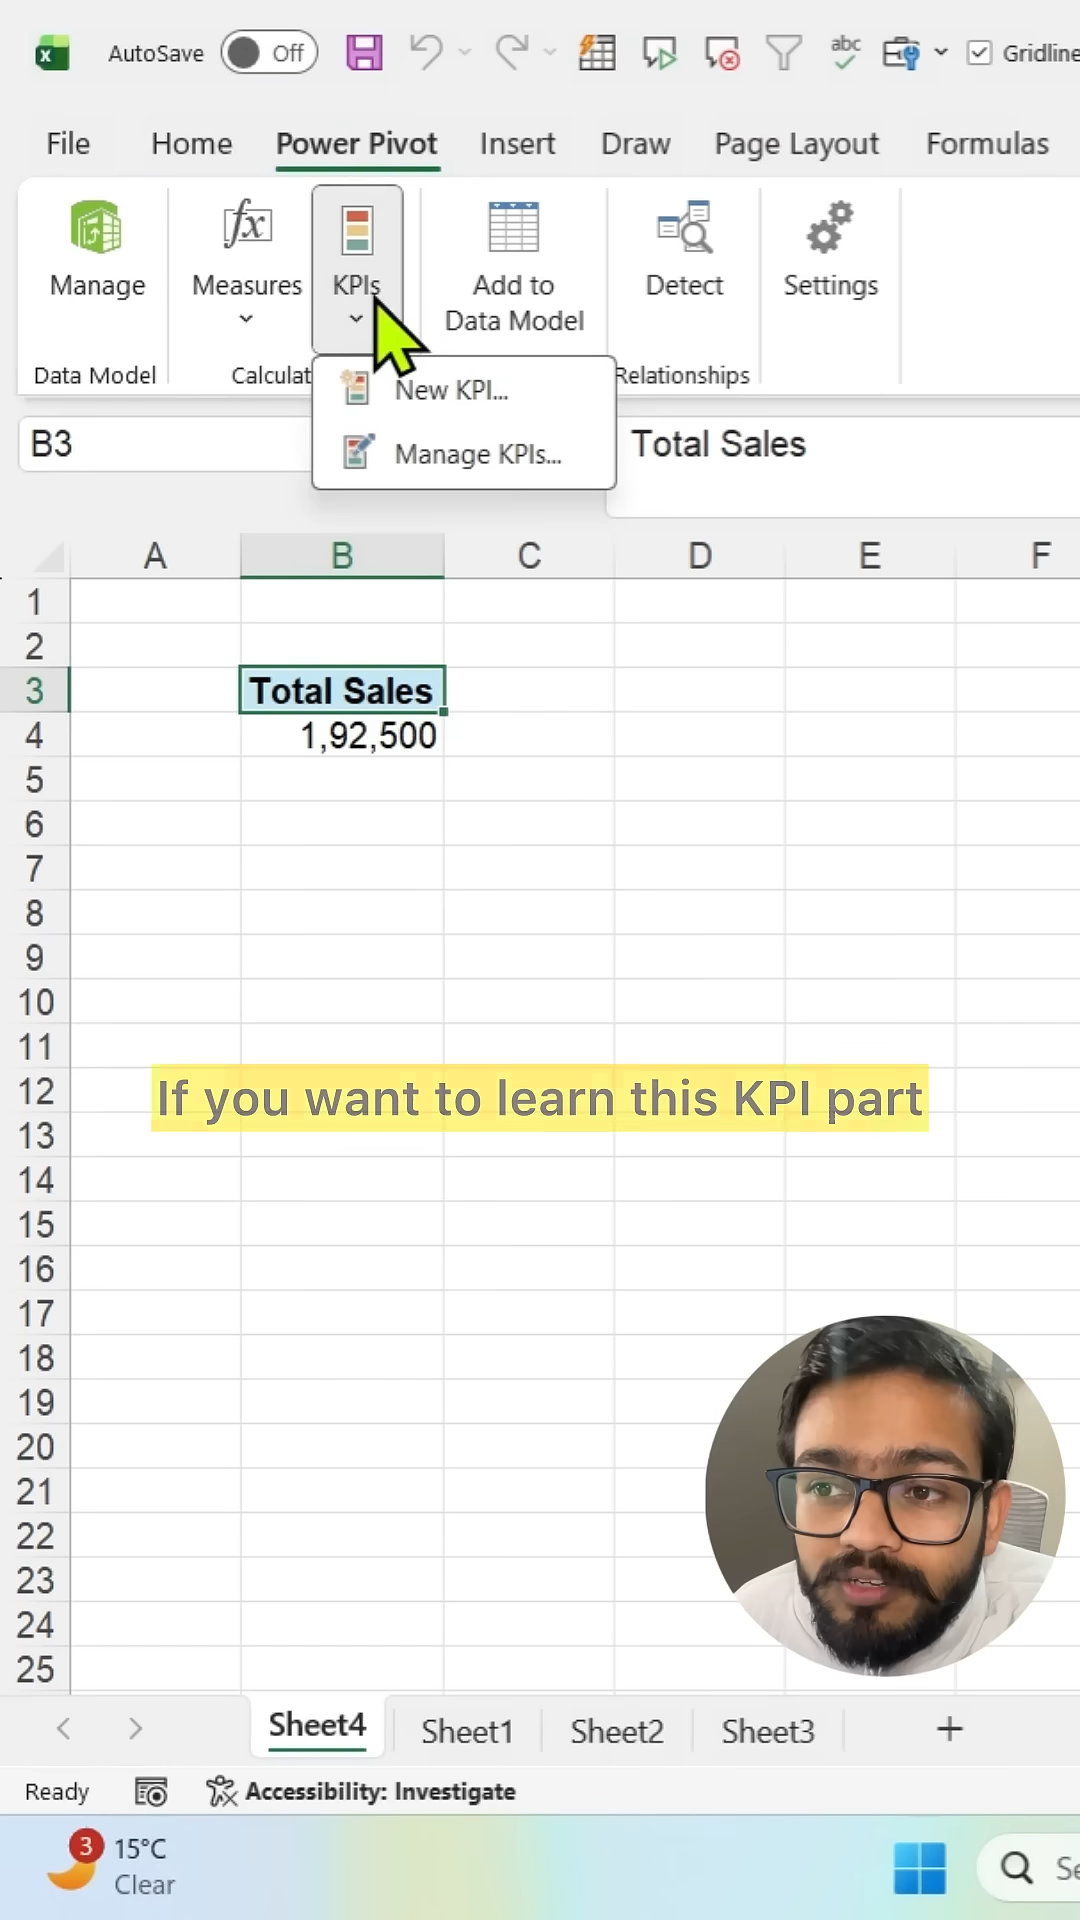 AutoSave
Off
abc
Gridline
File
Home
Power Pivot
Insert
Draw
Page Layout
Formulas
Manage
fx
Measures
KPIs
Add to
Data Model
Detect
Settings
Data Model
Calculat
Relationships
New KPI...
Manage KPIs...
B3
Total Sales
A
B
C
D
E
F
1
2
3
Total Sales
4
1,92,500
5
6
7
8
9
10
11
12
If you want to learn this KPI part
13
14
15
16
17
18
19
20
21
22
23
24
25
Sheet4
Sheet1
Sheet2
Sheet3
Ready
Accessibility: Investigate
3
15°C
Clear
Se